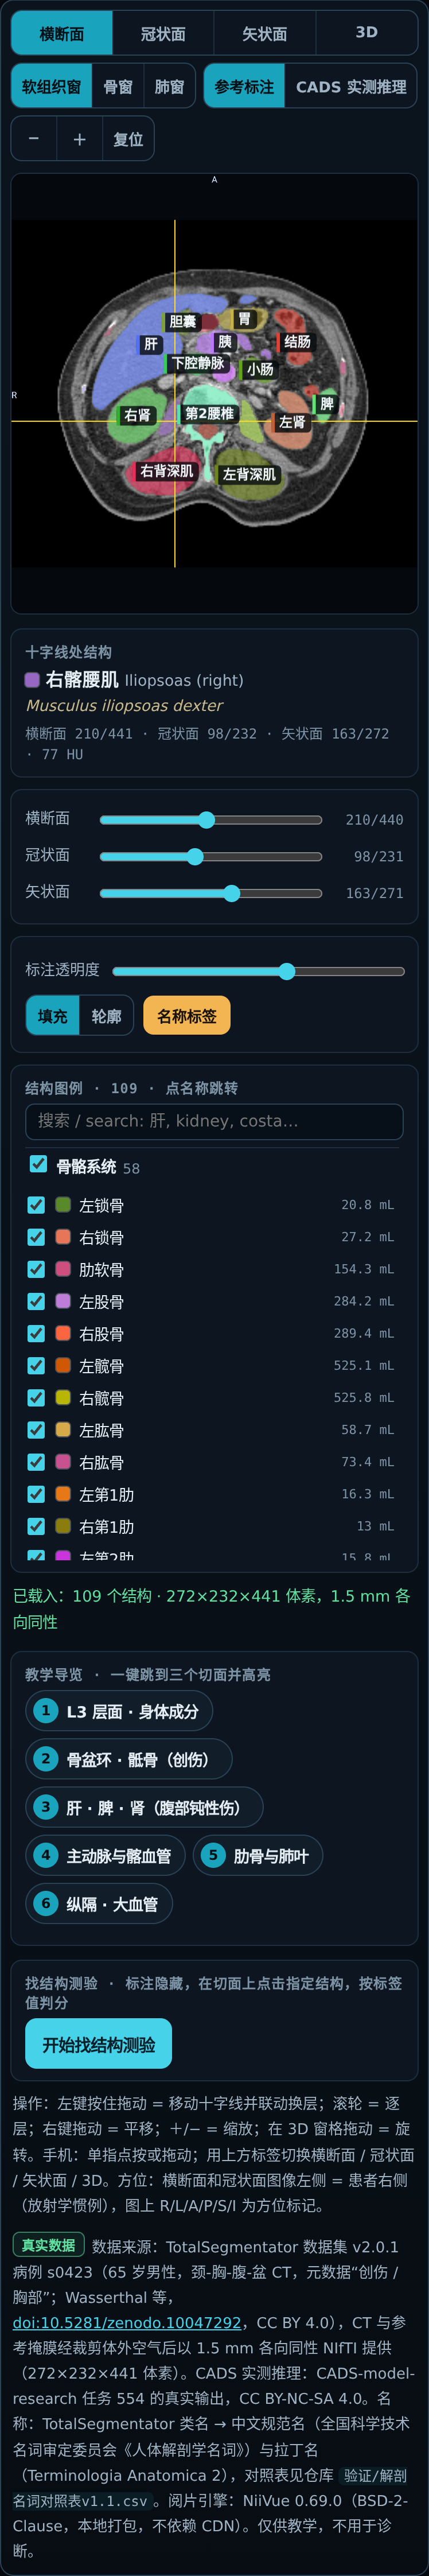 横断面 冠状面 矢状面 3D
软组织窗 骨窗 肺窗 参考标注 CADS 实测推理
− + 复位
A
胆囊 胃
肝 胰 结肠
下腔静脉 小肠
R
脾
右肾 第2腰椎 左肾
右背深肌 左背深肌
十字线处结构
右髂腰肌 Iliopsoas (right)
Musculus iliopsoas dexter
横断面 210/441 · 冠状面 98/232 · 矢状面 163/272
· 77 HU
横断面 210/440
冠状面 98/231
矢状面 163/271
标注透明度
填充 轮廓 名称标签
结构图例 · 109 · 点名称跳转
搜索 / search: 肝, kidney, costa…
骨骼系统 58
左锁骨 20.8 mL
右锁骨 27.2 mL
肋软骨 154.3 mL
左股骨 284.2 mL
右股骨 289.4 mL
左髋骨 525.1 mL
右髋骨 525.8 mL
左肱骨 58.7 mL
右肱骨 73.4 mL
左第1肋 16.3 mL
右第1肋 13 mL
左第2肋 15.8 mL
已载入：109 个结构 · 272×232×441 体素，1.5 mm 各
向同性
教学导览 · 一键跳到三个切面并高亮
1 L3 层面 · 身体成分
2 骨盆环 · 骶骨（创伤）
3 肝 · 脾 · 肾（腹部钝性伤）
4 主动脉与髂血管 5 肋骨与肺叶
6 纵隔 · 大血管
找结构测验 · 标注隐藏，在切面上点击指定结构，按标签
值判分
开始找结构测验
操作：左键按住拖动 = 移动十字线并联动换层；滚轮 = 逐
层；右键拖动 = 平移；＋/− = 缩放；在 3D 窗格拖动 = 旋
转。手机：单指点按或拖动；用上方标签切换横断面 / 冠状面
/ 矢状面 / 3D。方位：横断面和冠状面图像左侧 = 患者右侧
（放射学惯例），图上 R/L/A/P/S/I 为方位标记。
真实数据 数据来源：TotalSegmentator 数据集 v2.0.1
病例 s0423（65 岁男性，颈-胸-腹-盆 CT，元数据“创伤 /
胸部”；Wasserthal 等，
doi:10.5281/zenodo.10047292，CC BY 4.0），CT 与参
考掩膜经裁剪体外空气后以 1.5 mm 各向同性 NIfTI 提供
（272×232×441 体素）。CADS 实测推理：CADS-model-
research 任务 554 的真实输出，CC BY-NC-SA 4.0。名
称：TotalSegmentator 类名 → 中文规范名（全国科学技术
名词审定委员会《人体解剖学名词》）与拉丁名
（Terminologia Anatomica 2），对照表见仓库 验证/解剖
名词对照表v1.1.csv 。阅片引擎：NiiVue 0.69.0（BSD-2-
Clause，本地打包，不依赖 CDN）。仅供教学，不用于诊
断。